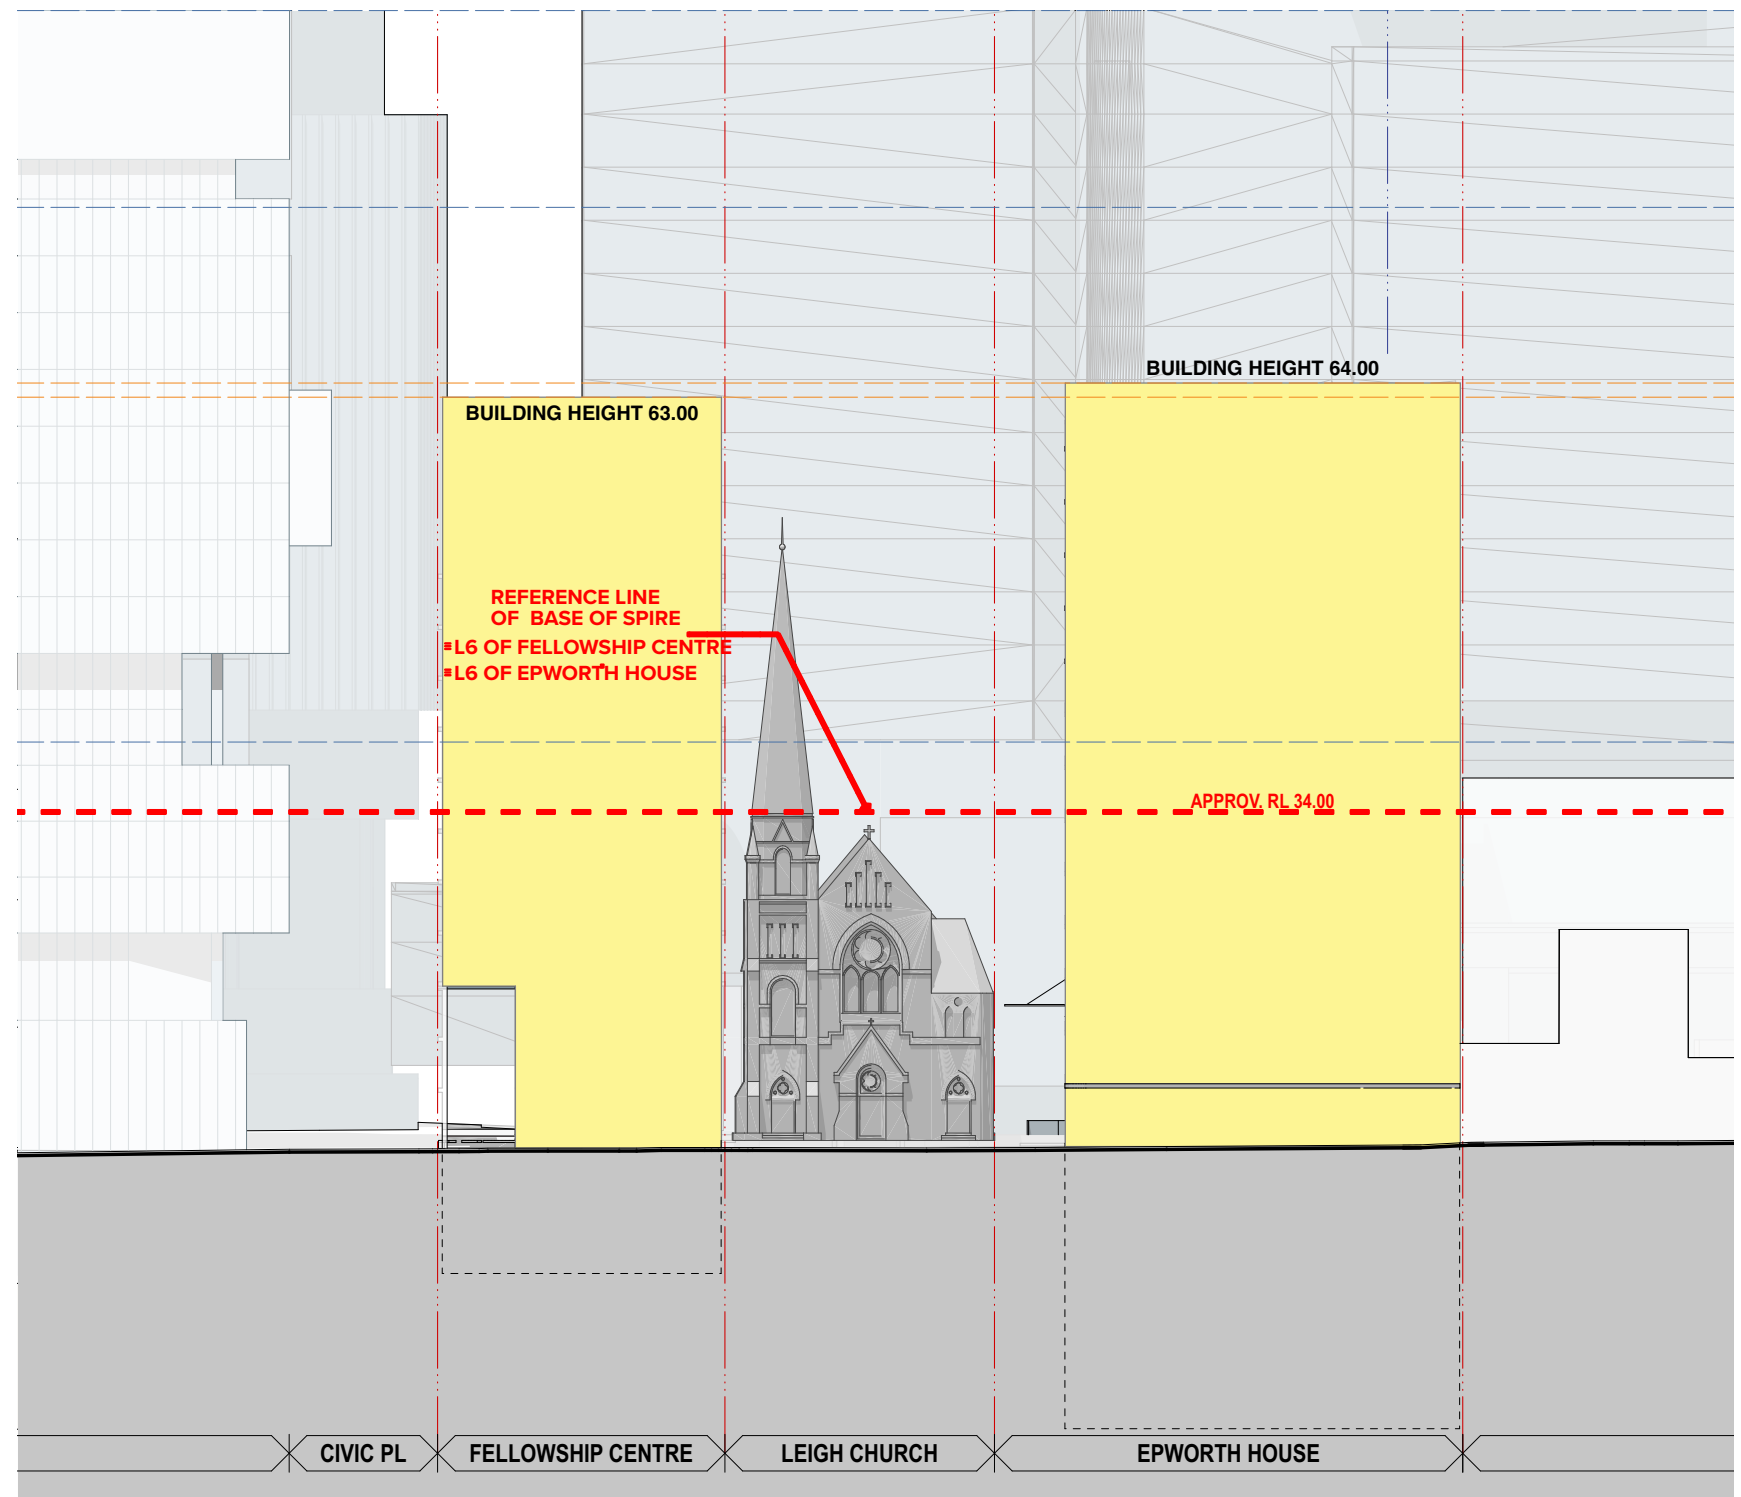 BUILDING HEIGHT 64.00
BUILDING HEIGHT 63.00
REFERENCE LINE
OF BASE OF SPIRE
=L6 OF FELLOWSHIP CENTRE
=L6 OF EPWORTH HOUSE
APPROV. RL 34.00
CIVIC PL
FELLOWSHIP CENTRE
LEIGH CHURCH
EPWORTH HOUSE